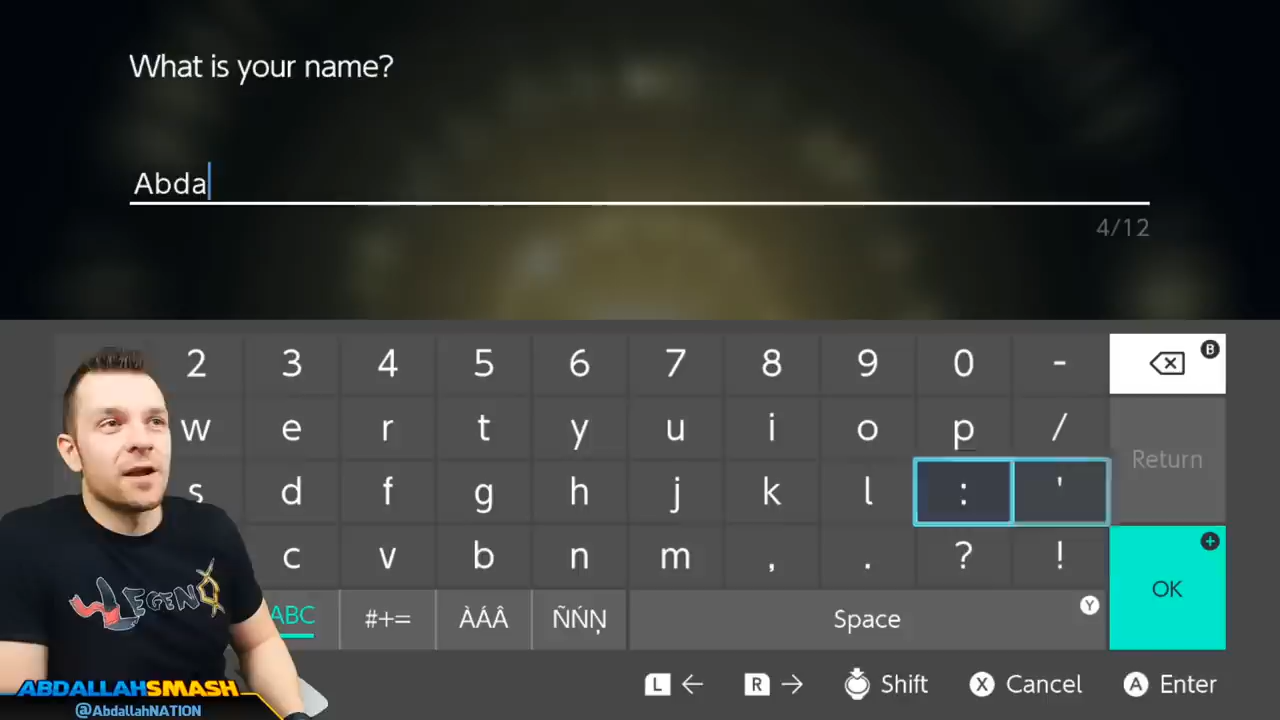 What is your name?
Abda
4/12
2 3 4 5 6 7 8 9 0 - B
w e r t y u i o p /
Return
s d f g h j k l : '
c v b n m , . ? ! +
OK
ABC #+= ÀÁÂ ÑŃŅ Space Y
L ← R → Shift X Cancel A Enter
LEGEND
ABDALLAHSMASH
@AbdallahNATION